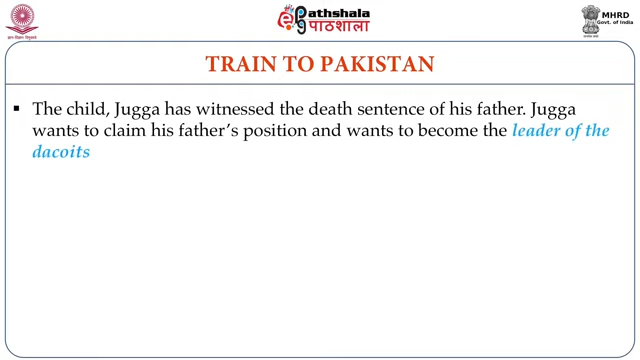 Pathshala
पाठशाला
MHRD
Govt. of India
TRAIN TO PAKISTAN
▪ The child, Jugga has witnessed the death sentence of his father. Jugga
wants to claim his father's position and wants to become the leader of the
dacoits